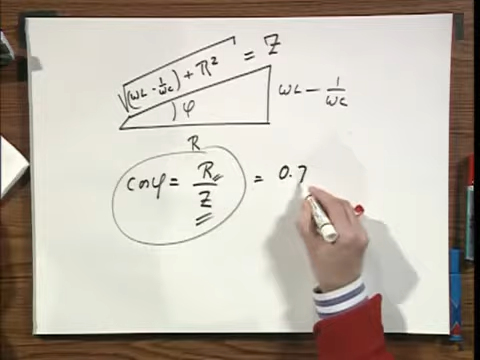 √(ωL - 1/ωC) + R² = Z
φ
ωL - 1/ωC
R
cosφ = R/Z = 0.7